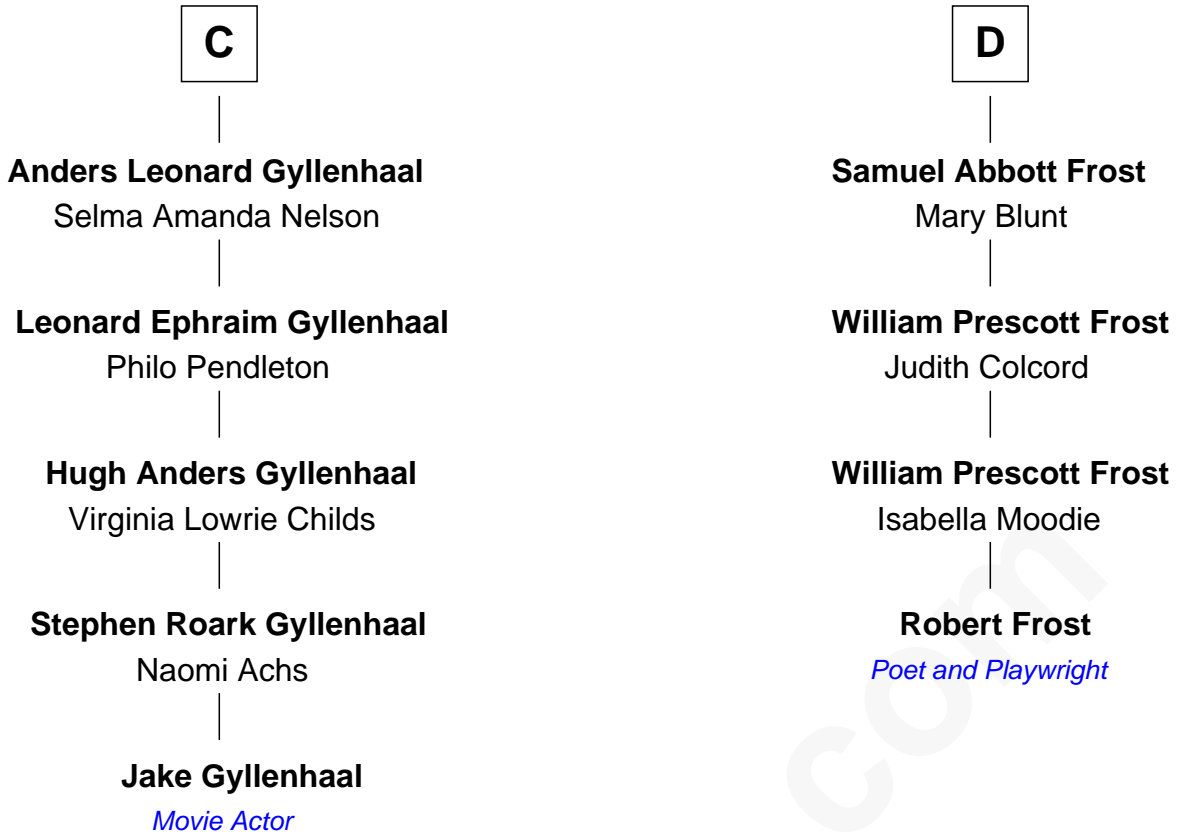 C
Anders Leonard Gyllenhaal
Selma Amanda Nelson
Leonard Ephraim Gyllenhaal
Philo Pendleton
Hugh Anders Gyllenhaal
Virginia Lowrie Childs
Stephen Roark Gyllenhaal
Naomi Achs
Jake Gyllenhaal
Movie Actor
D
Samuel Abbott Frost
Mary Blunt
William Prescott Frost
Judith Colcord
William Prescott Frost
Isabella Moodie
Robert Frost
Poet and Playwright
com